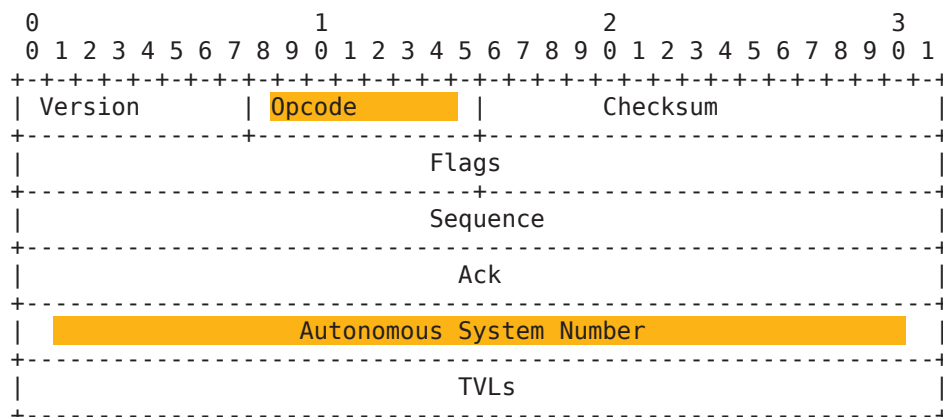 0                   1                   2                   3
 0 1 2 3 4 5 6 7 8 9 0 1 2 3 4 5 6 7 8 9 0 1 2 3 4 5 6 7 8 9 0 1
+-+-+-+-+-+-+-+-+-+-+-+-+-+-+-+-+-+-+-+-+-+-+-+-+-+-+-+-+-+-+-+-+
| Version       | Opcode        |        Checksum               |
+---------------+---------------+-------------------------------+
|                            Flags                              |
+-------------------------------+-------------------------------+
|                            Sequence                           |
+---------------------------------------------------------------+
|                              Ack                              |
+---------------------------------------------------------------+
|                   Autonomous System Number                    |
+---------------------------------------------------------------+
|                              TVLs                             |
+---------------------------------------------------------------+